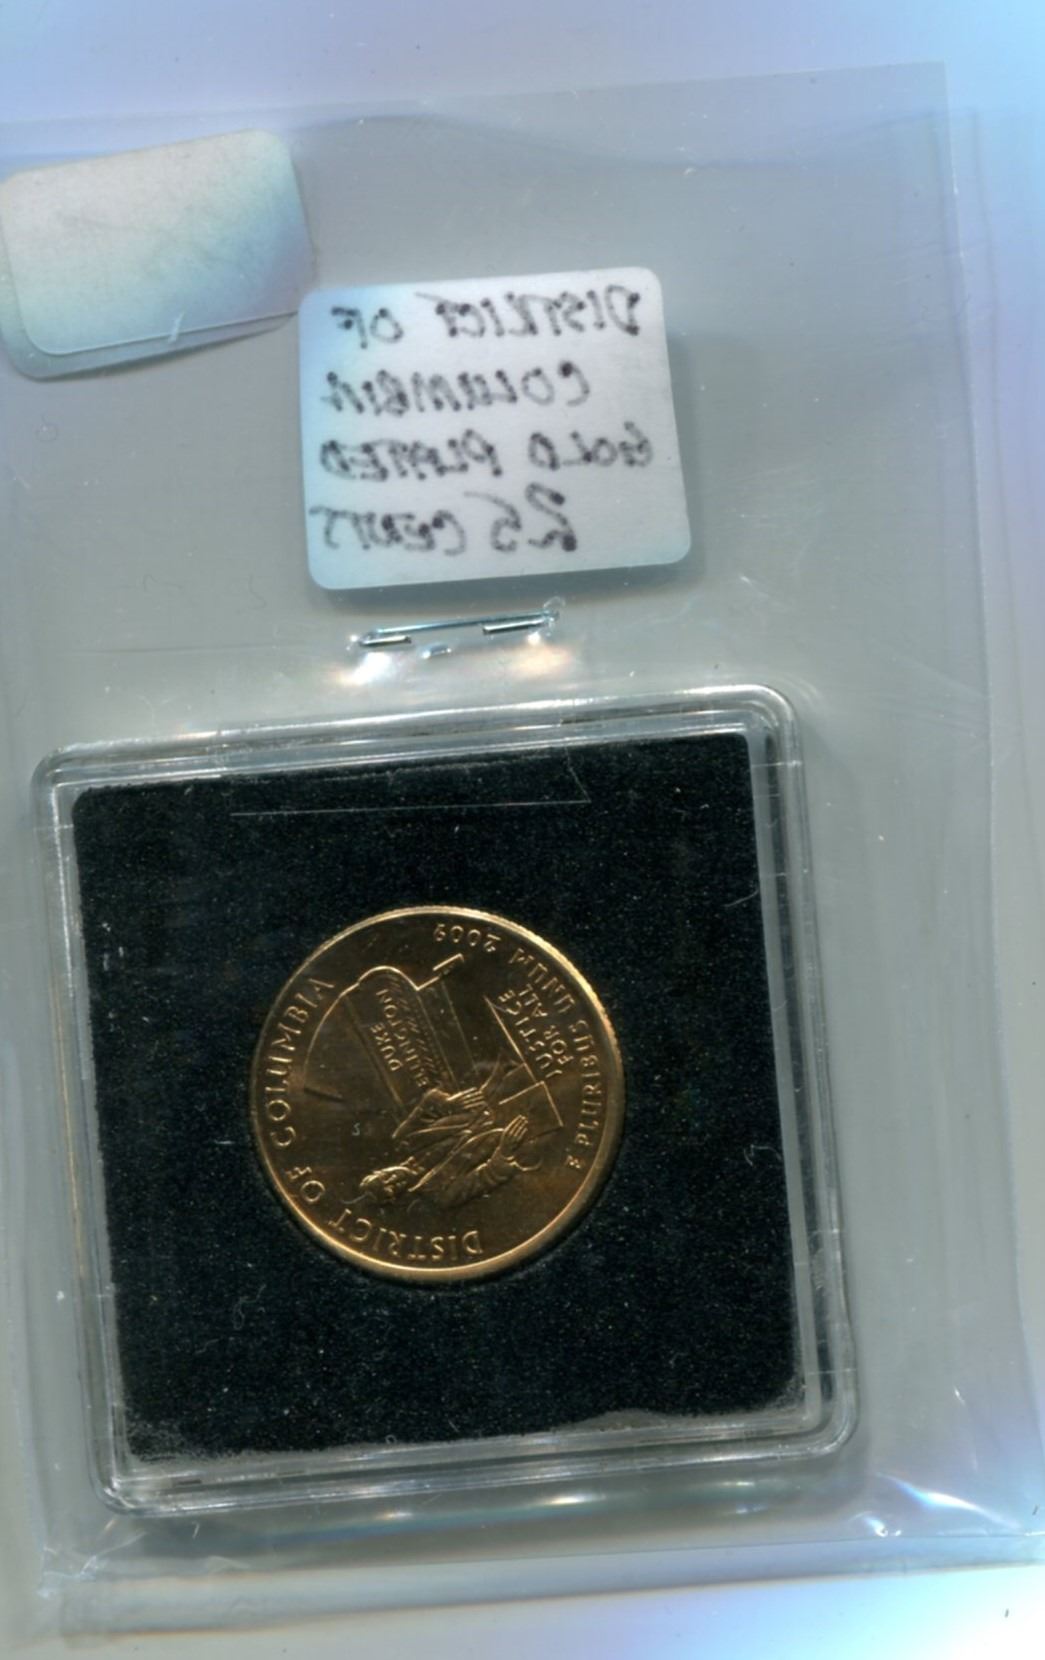 DISTRICT OF
COLUMBIA
GOLD PLATED
25 CENTS
DISTRICT OF COLUMBIA
DUKE
ELLINGTON
JUSTICE
FOR ALL
E PLURIBUS UNUM 2009